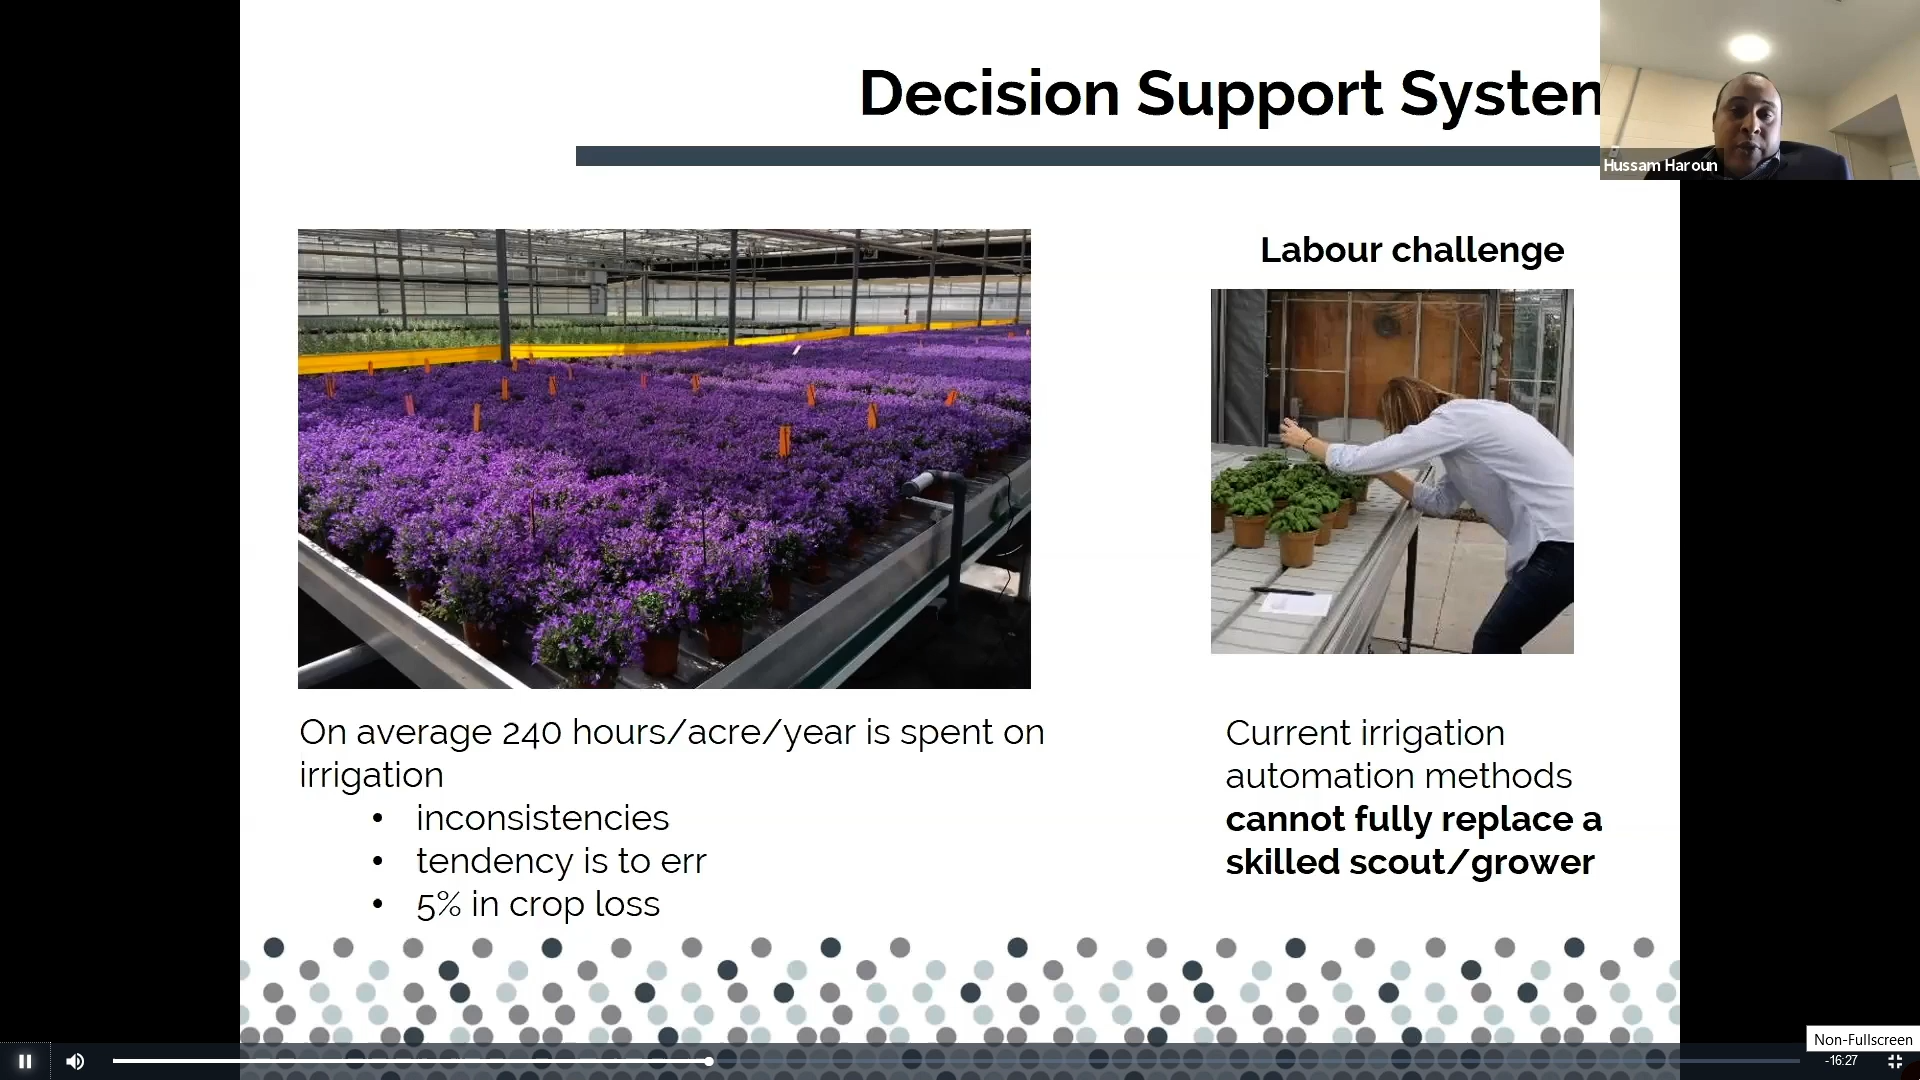 Decision Support System
Hussam Haroun
Labour challenge
On average 240 hours/acre/year is spent on
irrigation
• inconsistencies
• tendency is to err
• 5% in crop loss
Current irrigation
automation methods
cannot fully replace a
skilled scout/grower
Non-Fullscreen
-16:27